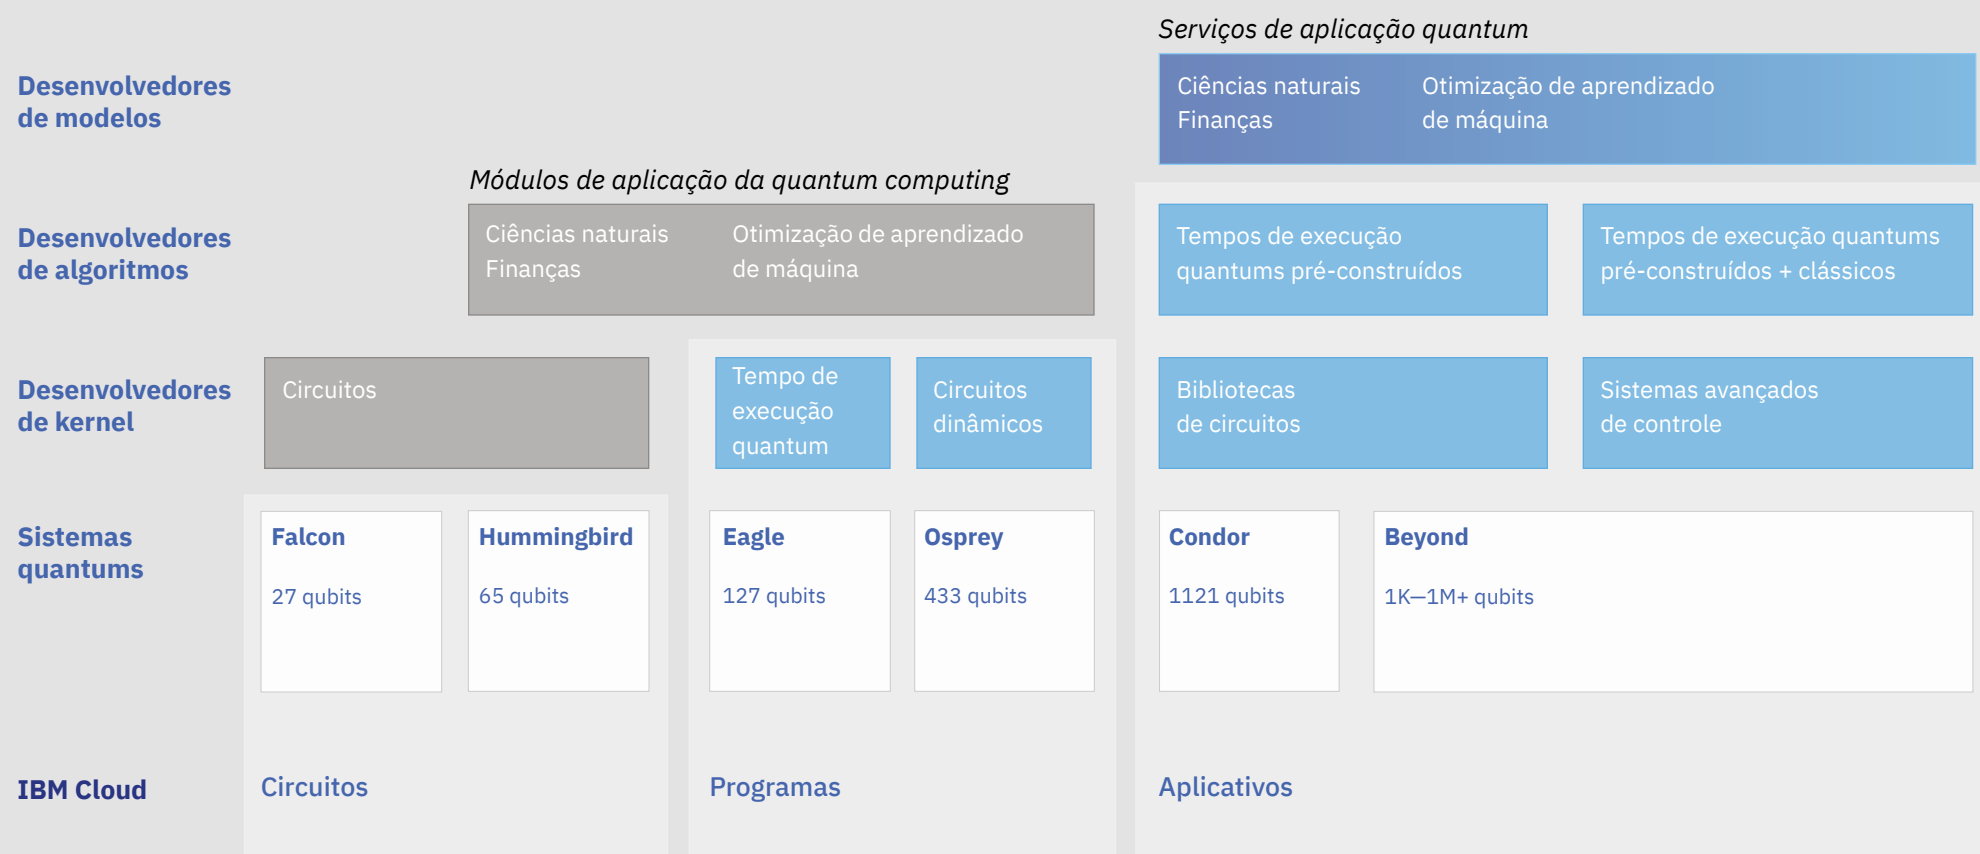 Serviços de aplicação quantum
Desenvolvedores
de modelos
Ciências naturais
Finanças
Otimização de aprendizado
de máquina
Módulos de aplicação da quantum computing
Desenvolvedores
de algoritmos
Ciências naturais
Finanças
Otimização de aprendizado
de máquina
Tempos de execução
quantums pré-construídos
Tempos de execução quantums
pré-construídos + clássicos
Desenvolvedores
de kernel
Circuitos
Tempo de
execução
quantum
Circuitos
dinâmicos
Bibliotecas
de circuitos
Sistemas avançados
de controle
Sistemas
quantums
Falcon
27 qubits
Hummingbird
65 qubits
Eagle
127 qubits
Osprey
433 qubits
Condor
1121 qubits
Beyond
1K—1M+ qubits
IBM Cloud
Circuitos
Programas
Aplicativos